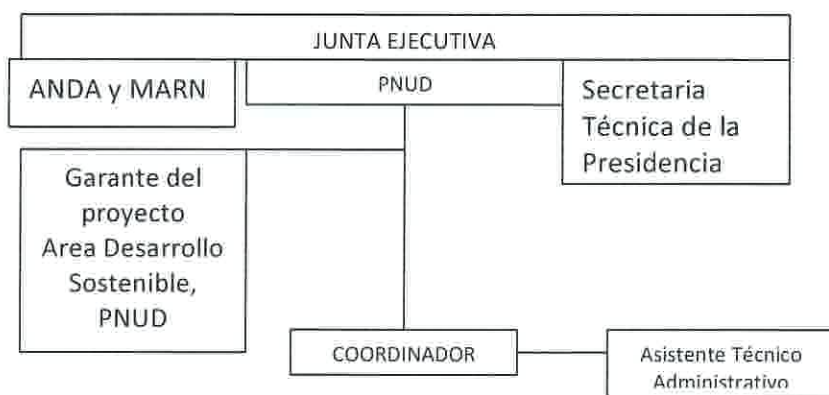 JUNTA EJECUTIVA
ANDA y MARN
PNUD
Secretaria
Técnica de la
Presidencia
Garante del
proyecto
Area Desarrollo
Sostenible,
PNUD
COORDINADOR
Asistente Técnico
Administrativo